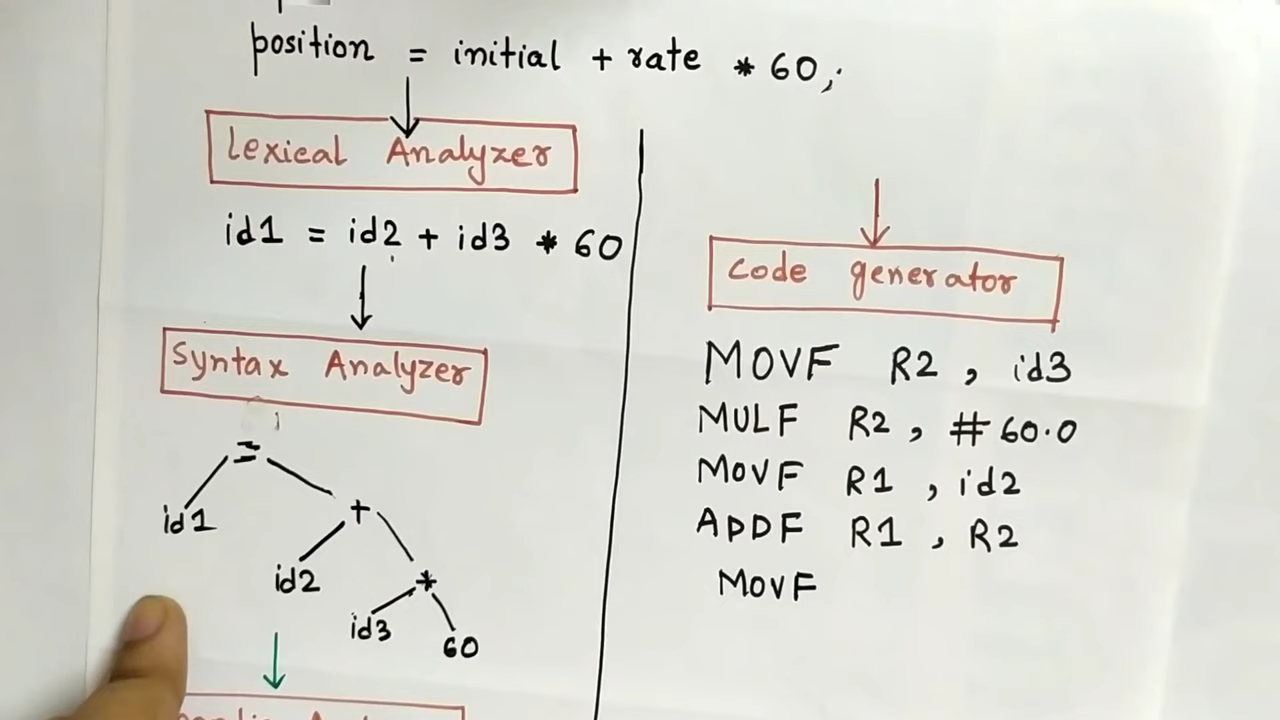 position = initial + rate * 60;
Lexical Analyzer
id1 = id2 + id3 * 60
Syntax Analyzer
=
id1 +
id2 *
id3 60
Code generator
MOVF R2, id3
MULF R2, #60.0
MOVF R1, id2
ADDF R1, R2
MOVF